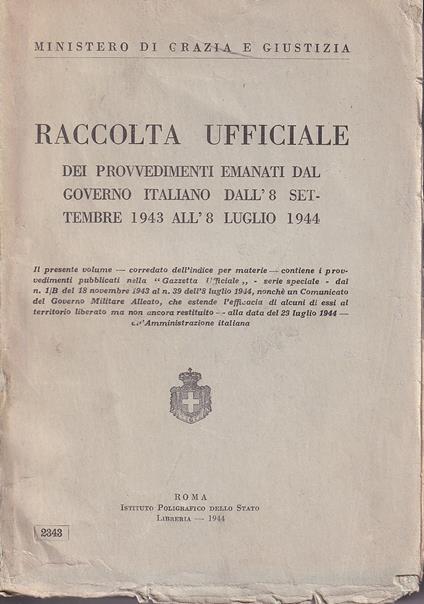 MINISTERO DI GRAZIA E GIUSTIZIA
RACCOLTA UFFICIALE
DEI PROVVEDIMENTI EMANATI DAL
GOVERNO ITALIANO DALL'8 SET-
TEMBRE 1943 ALL'8 LUGLIO 1944
Il presente volume — corredato dell'indice per materie — contiene i prov-
vedimenti pubblicati nella "Gazzetta Ufficiale„ - serie speciale - dal
n. 1/B del 18 novembre 1943 al n. 39 dell'8 luglio 1944, nonchè un Comunicato
del Governo Militare Alleato, che estende l'efficacia di alcuni di essi al
territorio liberato ma non ancora restituito -- alla data del 23 luglio 1944 —
all'Amministrazione italiana
ROMA
ISTITUTO POLIGRAFICO DELLO STATO
LIBRERIA — 1944
2343